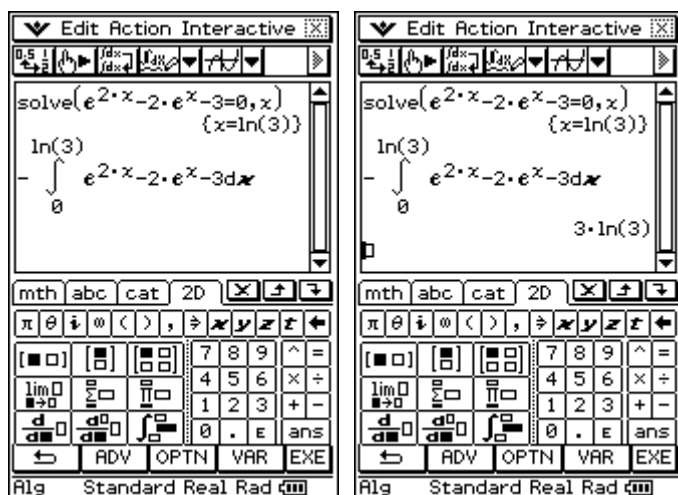 Edit Action Interactive
solve(e^2·x-2·e^x-3=0,x)
{x=ln(3)}
ln(3)
- ∫ e^2·x-2·e^x-3dx
0
mth abc cat 2D
π θ i ∞ ( ) , ⇒ x y z t ←
7 8 9 ^ =
lim 4 5 6 × ÷
Σ Π
1 2 3 + -
d/d d/d ∫ 0 . E ans
ADV OPTN VAR EXE
Alg Standard Real Rad
Edit Action Interactive
solve(e^2·x-2·e^x-3=0,x)
{x=ln(3)}
ln(3)
- ∫ e^2·x-2·e^x-3dx
0
3·ln(3)
mth abc cat 2D
π θ i ∞ ( ) , ⇒ x y z t ←
7 8 9 ^ =
lim 4 5 6 × ÷
Σ Π
1 2 3 + -
d/d d/d ∫ 0 . E ans
ADV OPTN VAR EXE
Alg Standard Real Rad